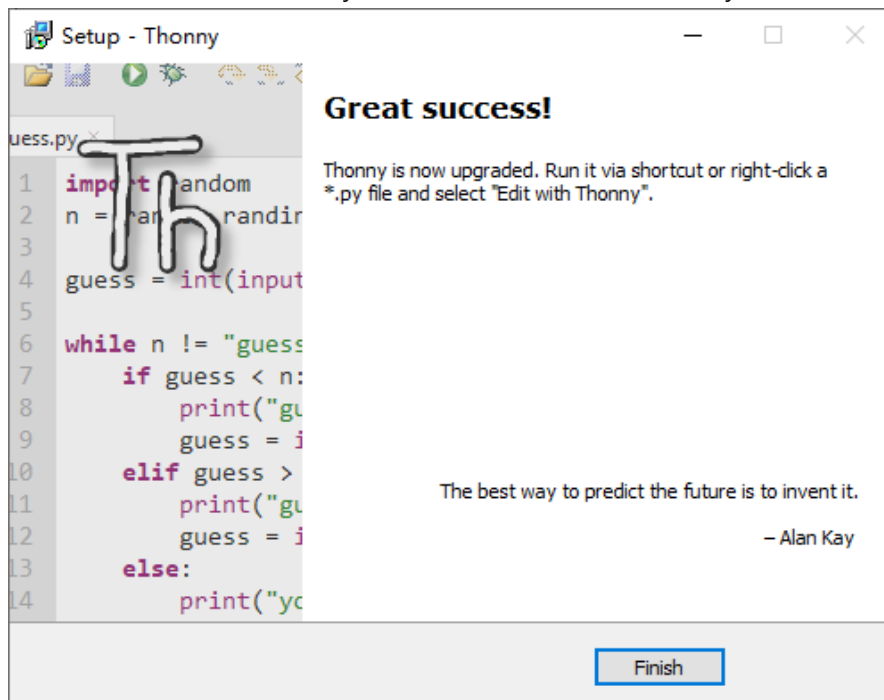 Setup - Thonny
Great success!
Thonny is now upgraded. Run it via shortcut or right-click a
*.py file and select "Edit with Thonny".
uess.py
Th
1 import random
2 n = randin
3
4 guess = int(input
5
6 while n != "guess
7 if guess < n:
8 print("gu
9 guess = i
10 elif guess >
11 print("gu
12 guess = i
13 else:
14 print("yo
The best way to predict the future is to invent it.
– Alan Kay
Finish